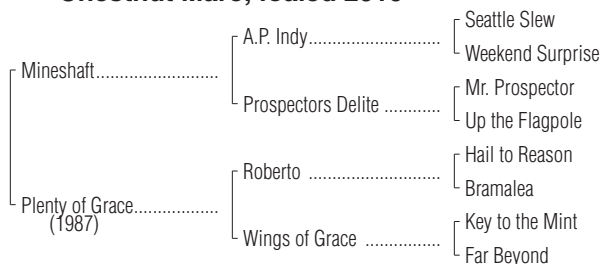 Seattle Slew
A.P. Indy
Weekend Surprise
Mineshaft
Mr. Prospector
Prospectors Delite
Up the Flagpole
Hail to Reason
Roberto
Bramalea
Plenty of Grace
(1987)
Key to the Mint
Wings of Grace
Far Beyond